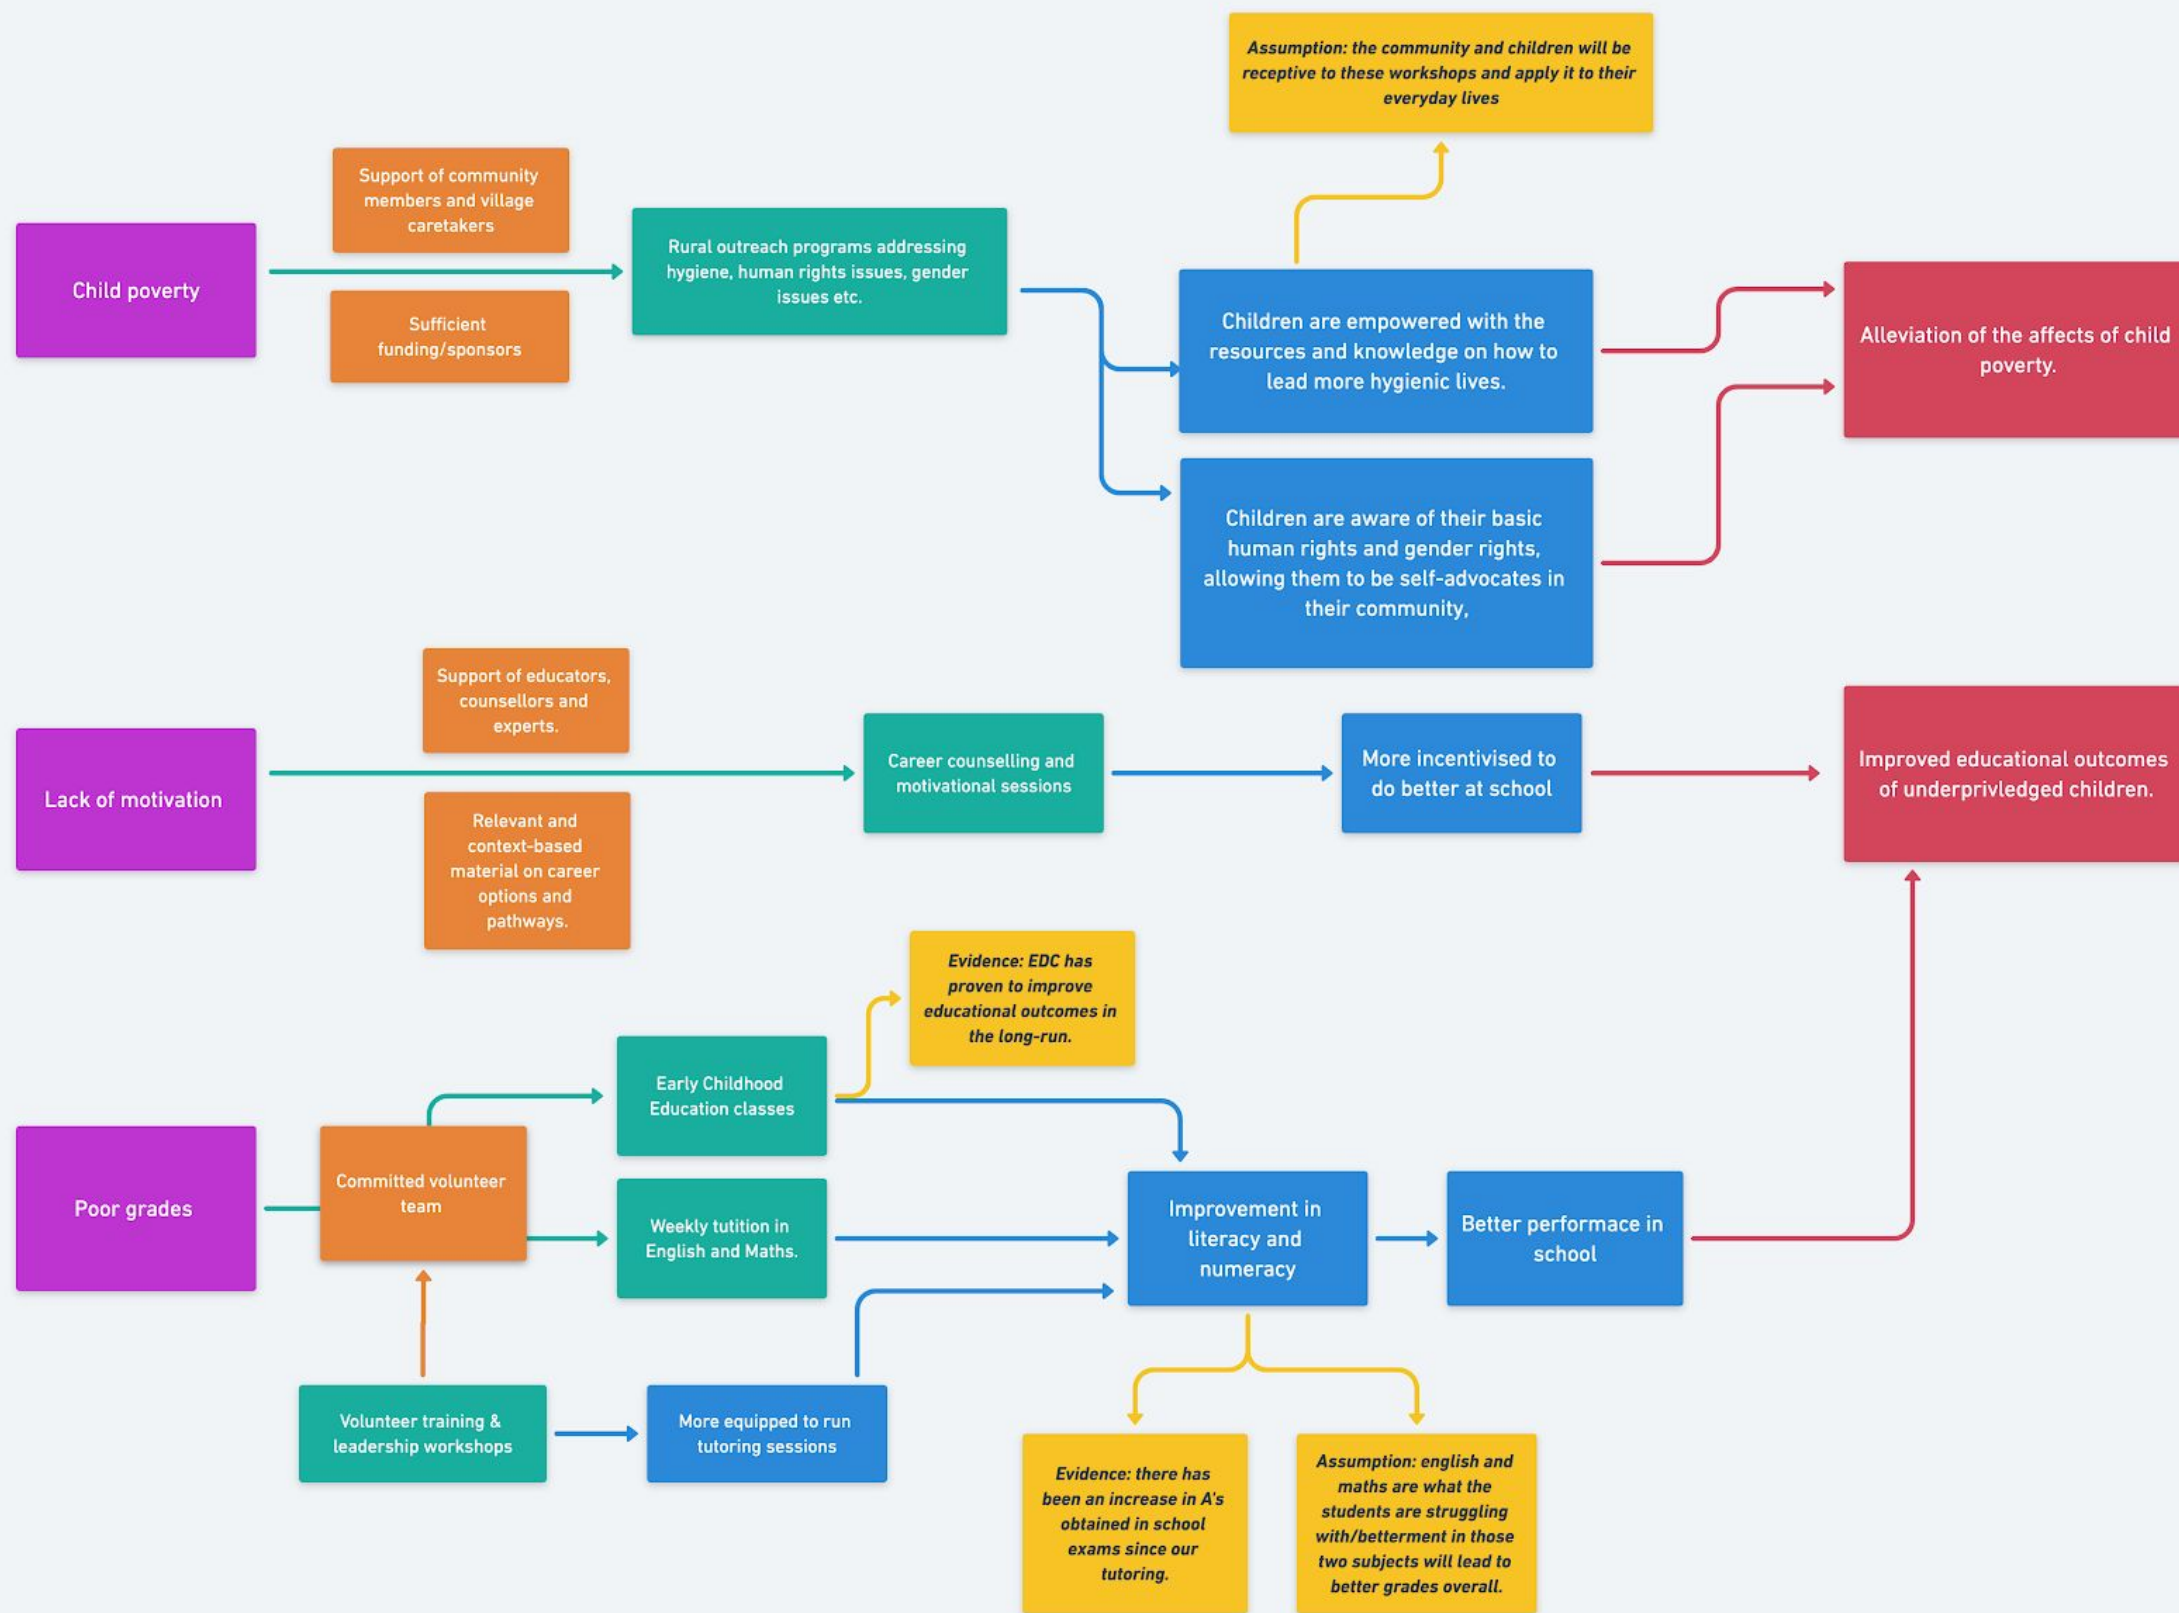 Assumption: the community and children will be
receptive to these workshops and apply it to their
everyday lives
Support of community
members and village
caretakers
Child poverty
Sufficient
funding/sponsors
Rural outreach programs addressing
hygiene, human rights issues, gender
issues etc.
Children are empowered with the
resources and knowledge on how to
lead more hygienic lives.
Alleviation of the affects of child
poverty.
Children are aware of their basic
human rights and gender rights,
allowing them to be self-advocates in
their community,
Support of educators,
counsellors and
experts.
Lack of motivation
Relevant and
context-based
material on career
options and
pathways.
Career counselling and
motivational sessions
More incentivised to
do better at school
Improved educational outcomes
of underprivledged children.
Evidence: EDC has
proven to improve
educational outcomes in
the long-run.
Early Childhood
Education classes
Poor grades
Committed volunteer
team
Weekly tutition in
English and Maths.
Improvement in
literacy and
numeracy
Better performace in
school
Volunteer training &
leadership workshops
More equipped to run
tutoring sessions
Evidence: there has
been an increase in A's
obtained in school
exams since our
tutoring.
Assumption: english and
maths are what the
students are struggling
with/betterment in those
two subjects will lead to
better grades overall.